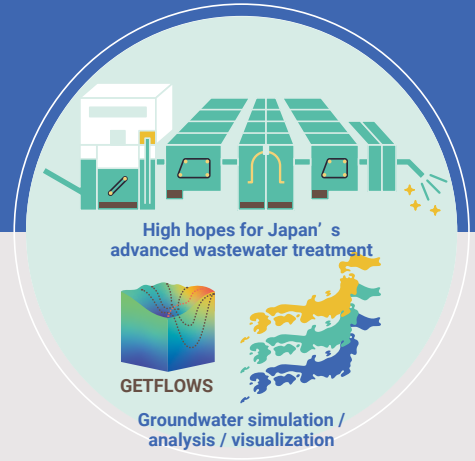 High hopes for Japan’s
advanced wastewater treatment
GETFLOWS
Groundwater simulation /
analysis / visualization